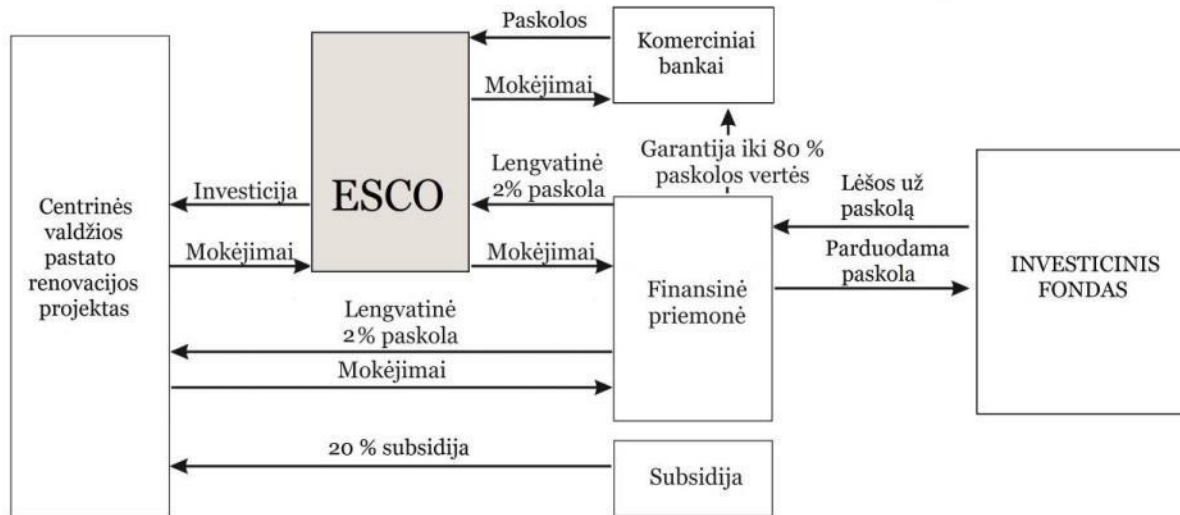 Paskolos
Komerciniai
bankai
Mokėjimai
Garantija iki 80 %
paskolos vertės
Lengvatinė
2% paskola
Investicija
ESCO
Centrinės
valdžios
pastato
renovacijos
projektas
Mokėjimai
Mokėjimai
Lėšos už
paskolą
Parduodama
paskola
INVESTICINIS
FONDAS
Finansinė
priemonė
Lengvatinė
2% paskola
Mokėjimai
20 % subsidija
Subsidija